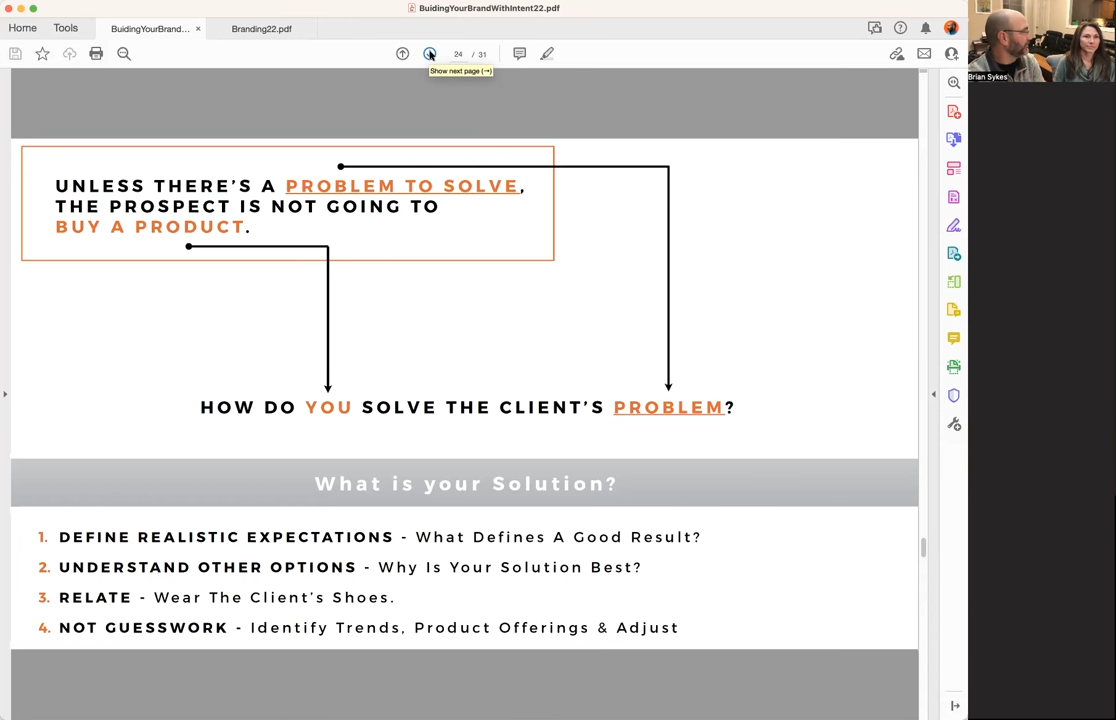 BuidingYourBrandWithIntent22.pdf
Home Tools BuidingYourBrand... × Branding22.pdf
24 / 31
Show next page (→)
Brian Sykes
UNLESS THERE'S A PROBLEM TO SOLVE,
THE PROSPECT IS NOT GOING TO
BUY A PRODUCT.
HOW DO YOU SOLVE THE CLIENT'S PROBLEM?
What is your Solution?
1. DEFINE REALISTIC EXPECTATIONS - What Defines A Good Result?
2. UNDERSTAND OTHER OPTIONS - Why Is Your Solution Best?
3. RELATE - Wear The Client's Shoes.
4. NOT GUESSWORK - Identify Trends, Product Offerings & Adjust